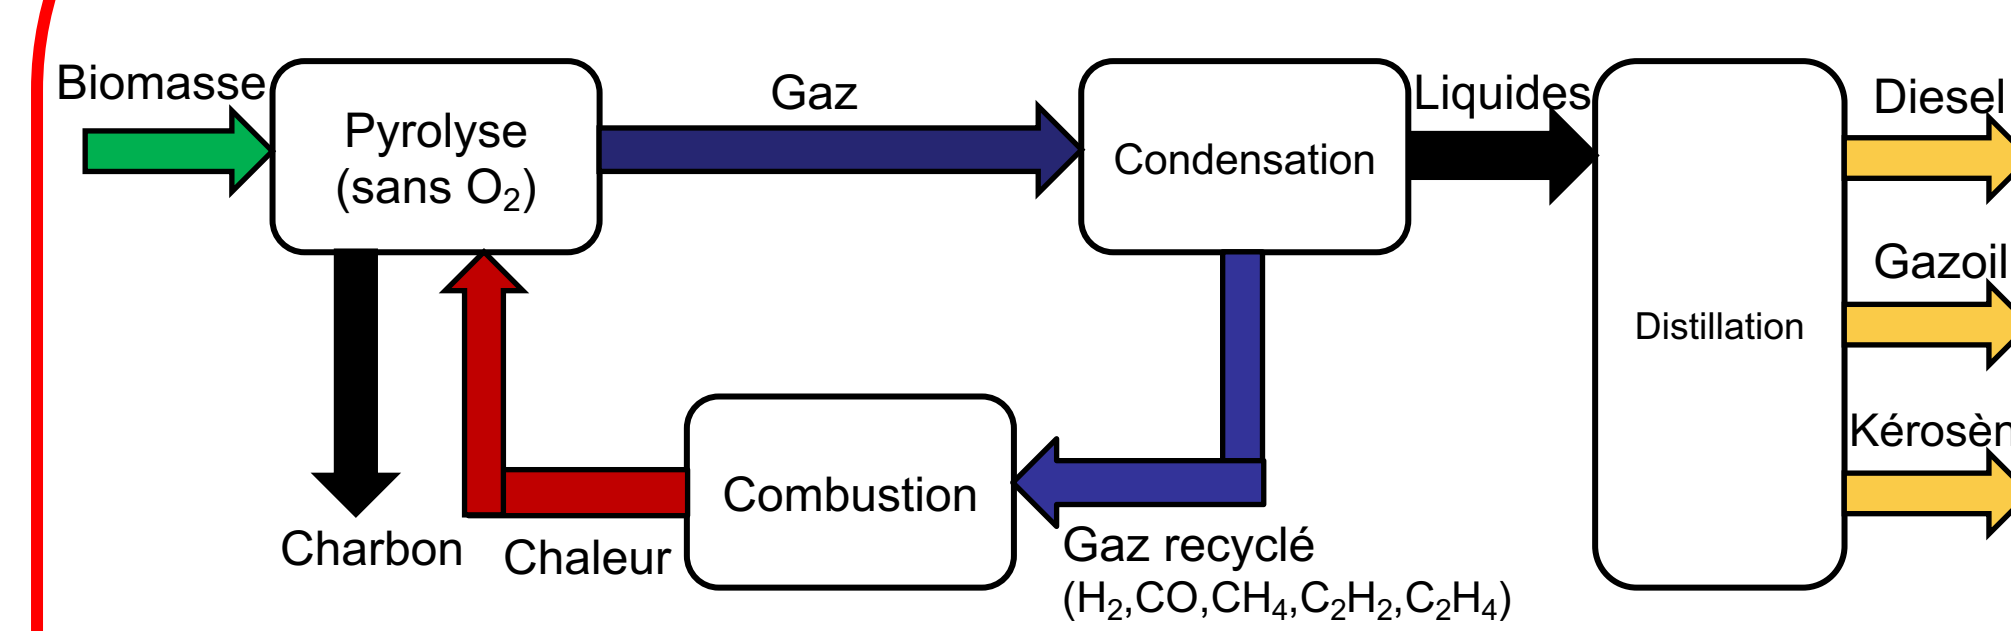 Biomasse
Pyrolyse
(sans O₂)
Gaz
Condensation
Liquides
Distillation
Diesel
Gazoil
Kérosèn
Combustion
Charbon
Chaleur
Gaz recyclé
(H₂,CO,CH₄,C₂H₂,C₂H₄)